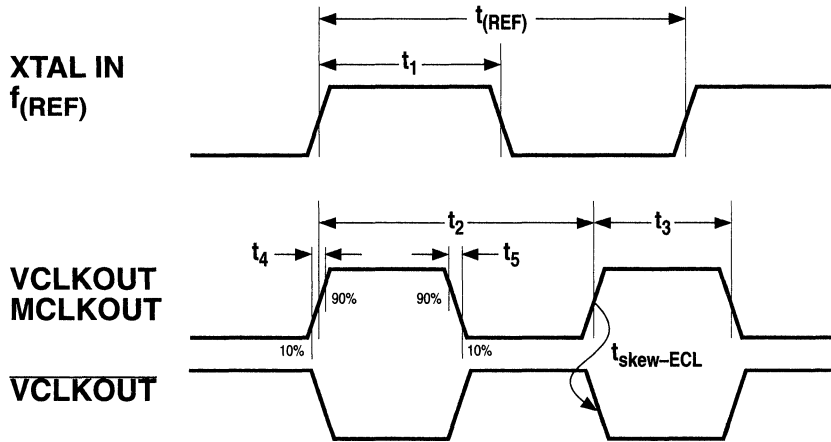 t(REF)
XTAL IN
f(REF)
t1
t2
t3
t4
t5
VCLKOUT
MCLKOUT
90%
90%
10%
10%
tskew–ECL
VCLKOUT